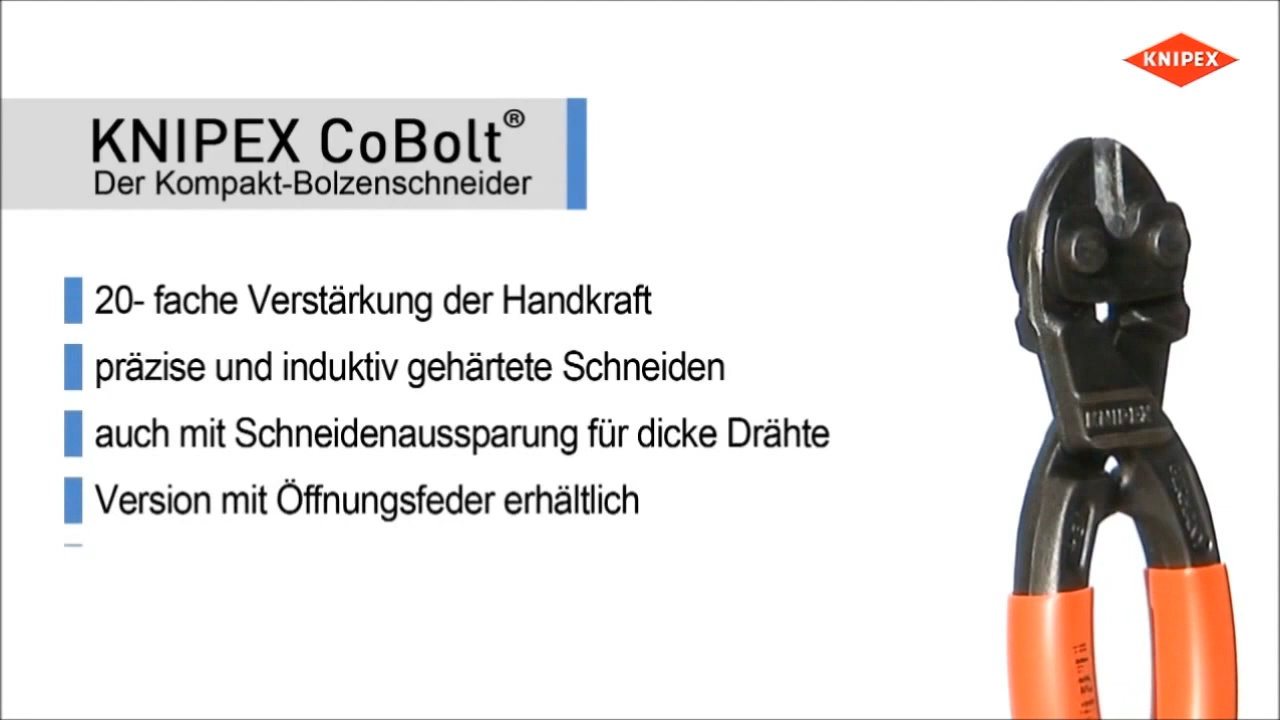 KNIPEX
KNIPEX CoBolt®
Der Kompakt-Bolzenschneider
20- fache Verstärkung der Handkraft
präzise und induktiv gehärtete Schneiden
auch mit Schneidenaussparung für dicke Drähte
Version mit Öffnungsfeder erhältlich
KNIPEX